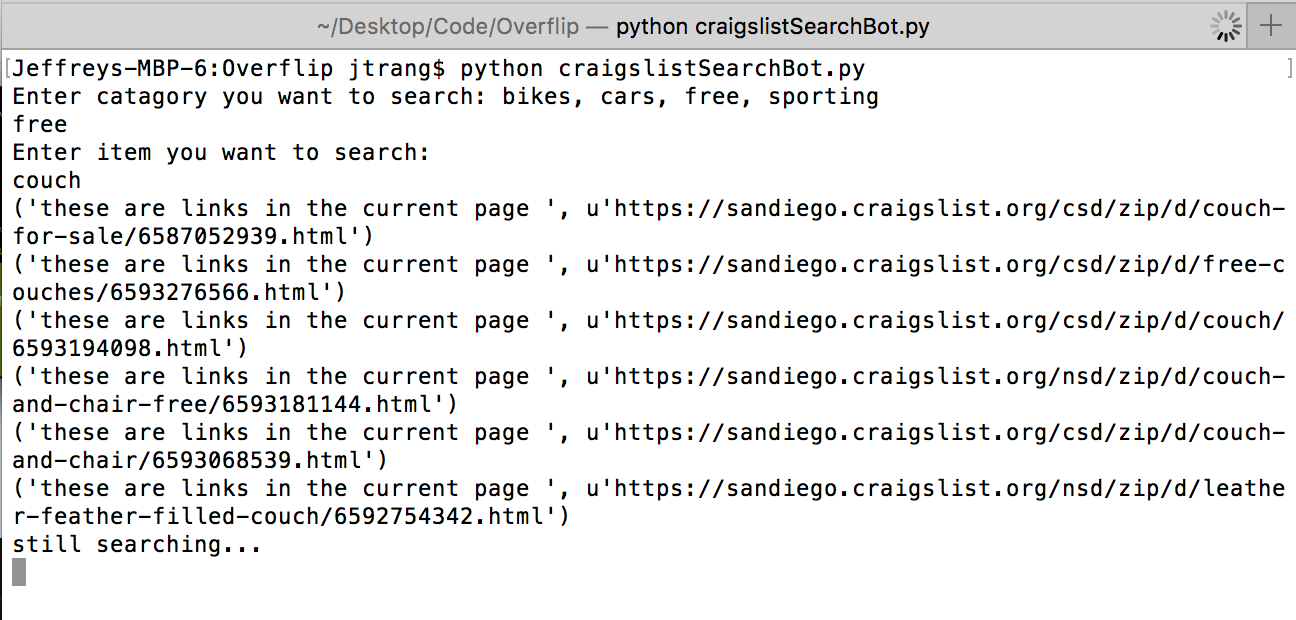 ~/Desktop/Code/Overflip — python craigslistSearchBot.py
[Jeffreys-MBP-6:Overflip jtrang$ python craigslistSearchBot.py ]
Enter catagory you want to search: bikes, cars, free, sporting
free
Enter item you want to search:
couch
('these are links in the current page ', u'https://sandiego.craigslist.org/csd/zip/d/couch-
for-sale/6587052939.html')
('these are links in the current page ', u'https://sandiego.craigslist.org/csd/zip/d/free-c
ouches/6593276566.html')
('these are links in the current page ', u'https://sandiego.craigslist.org/csd/zip/d/couch/
6593194098.html')
('these are links in the current page ', u'https://sandiego.craigslist.org/nsd/zip/d/couch-
and-chair-free/6593181144.html')
('these are links in the current page ', u'https://sandiego.craigslist.org/csd/zip/d/couch-
and-chair/6593068539.html')
('these are links in the current page ', u'https://sandiego.craigslist.org/nsd/zip/d/leathe
r-feather-filled-couch/6592754342.html')
still searching...